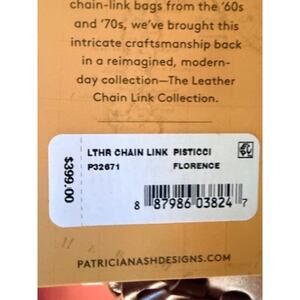 chain-link bags from the '60s
and '70s, we've brought this
intricate craftsmanship back
in a reimagined, modern-
day collection—The Leather
Chain Link Collection.
$399.00
LTHR CHAIN LINK PISTICCI
P32671 FLORENCE
8 87986 03824 7
PATRICIANASHDESIGNS.COM